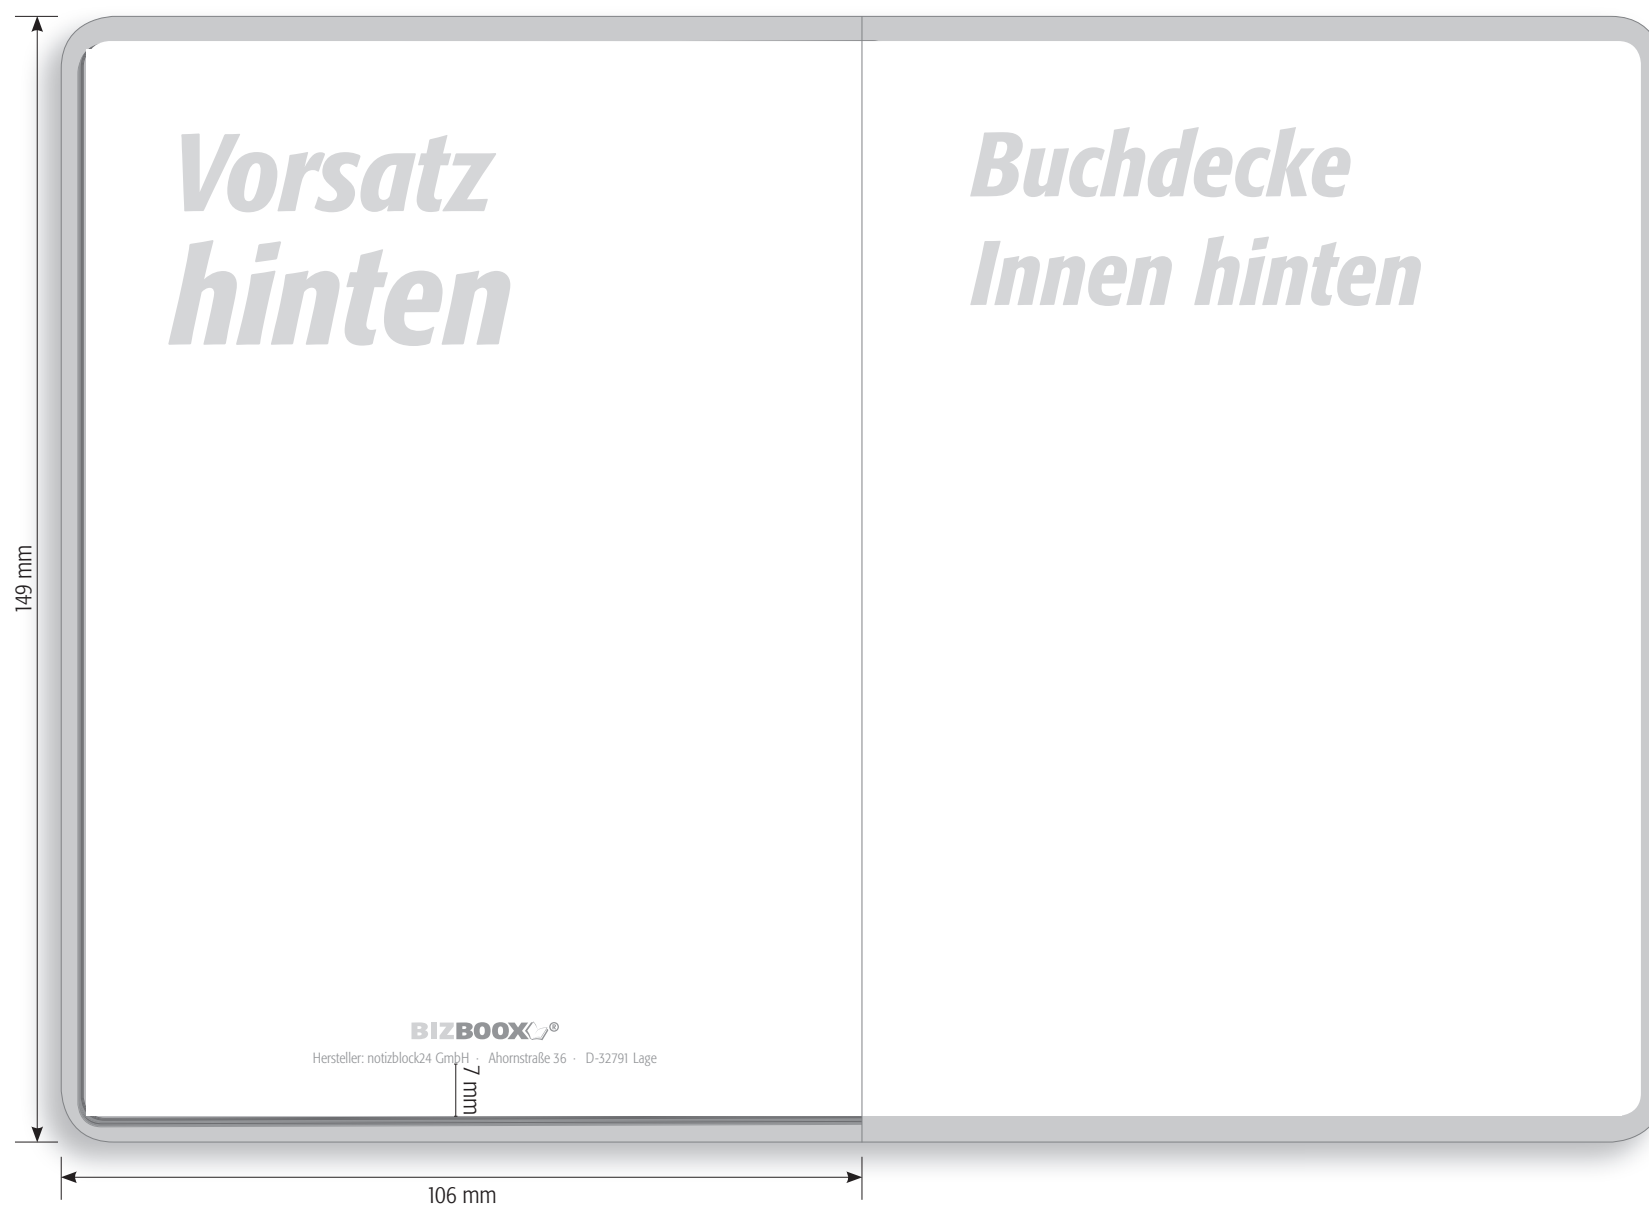 Vorsatz
hinten
Buchdecke
Innen hinten
149 mm
BIZBOOX®
Hersteller: notizblock24 GmbH · Ahornstraße 36 · D-32791 Lage
7 mm
106 mm